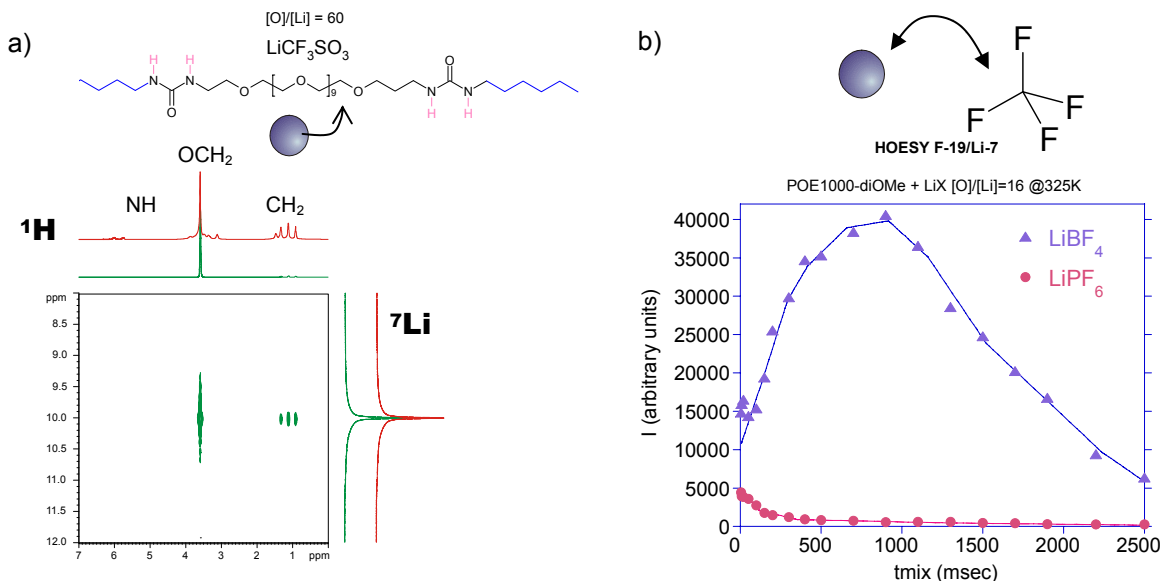 a)
[O]/[Li] = 60
LiCF₃SO₃
H H
N N
O
O
O
9
O
O
N N
H H
OCH₂
NH
CH₂
¹H
ppm
8.5
9.0
9.5
10.0
10.5
11.0
11.5
12.0
7 6 5 4 3 2 1 ppm
⁷Li
b)
F
F
F
F
HOESY F-19/Li-7
POE1000-diOMe + LiX [O]/[Li]=16 @325K
I (arbitrary units)
40000
35000
30000
25000
20000
15000
10000
5000
0
LiBF₄
LiPF₆
0 500 1000 1500 2000 2500
tmix (msec)